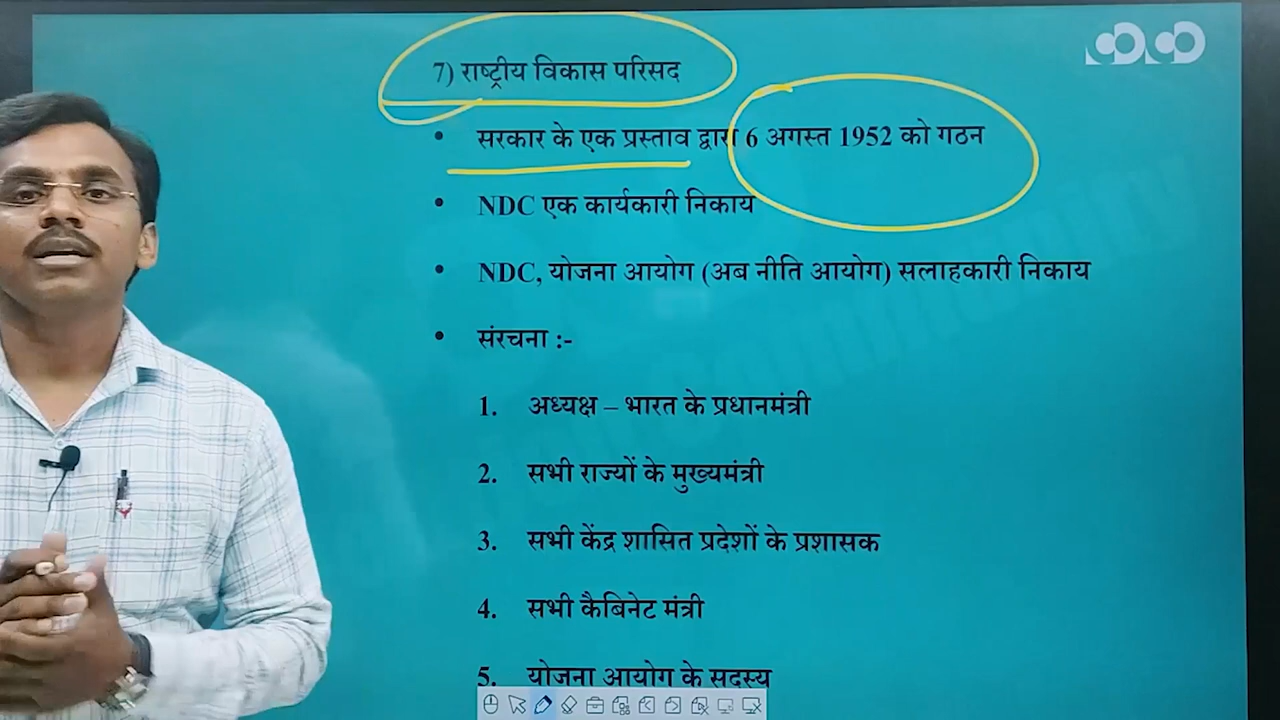 7) राष्ट्रीय विकास परिसद
• सरकार के एक प्रस्ताव द्वारा 6 अगस्त 1952 को गठन
• NDC एक कार्यकारी निकाय
• NDC, योजना आयोग (अब नीति आयोग) सलाहकारी निकाय
• संरचना :-
1. अध्यक्ष – भारत के प्रधानमंत्री
2. सभी राज्यों के मुख्यमंत्री
3. सभी केंद्र शासित प्रदेशों के प्रशासक
4. सभी कैबिनेट मंत्री
5. योजना आयोग के सदस्य